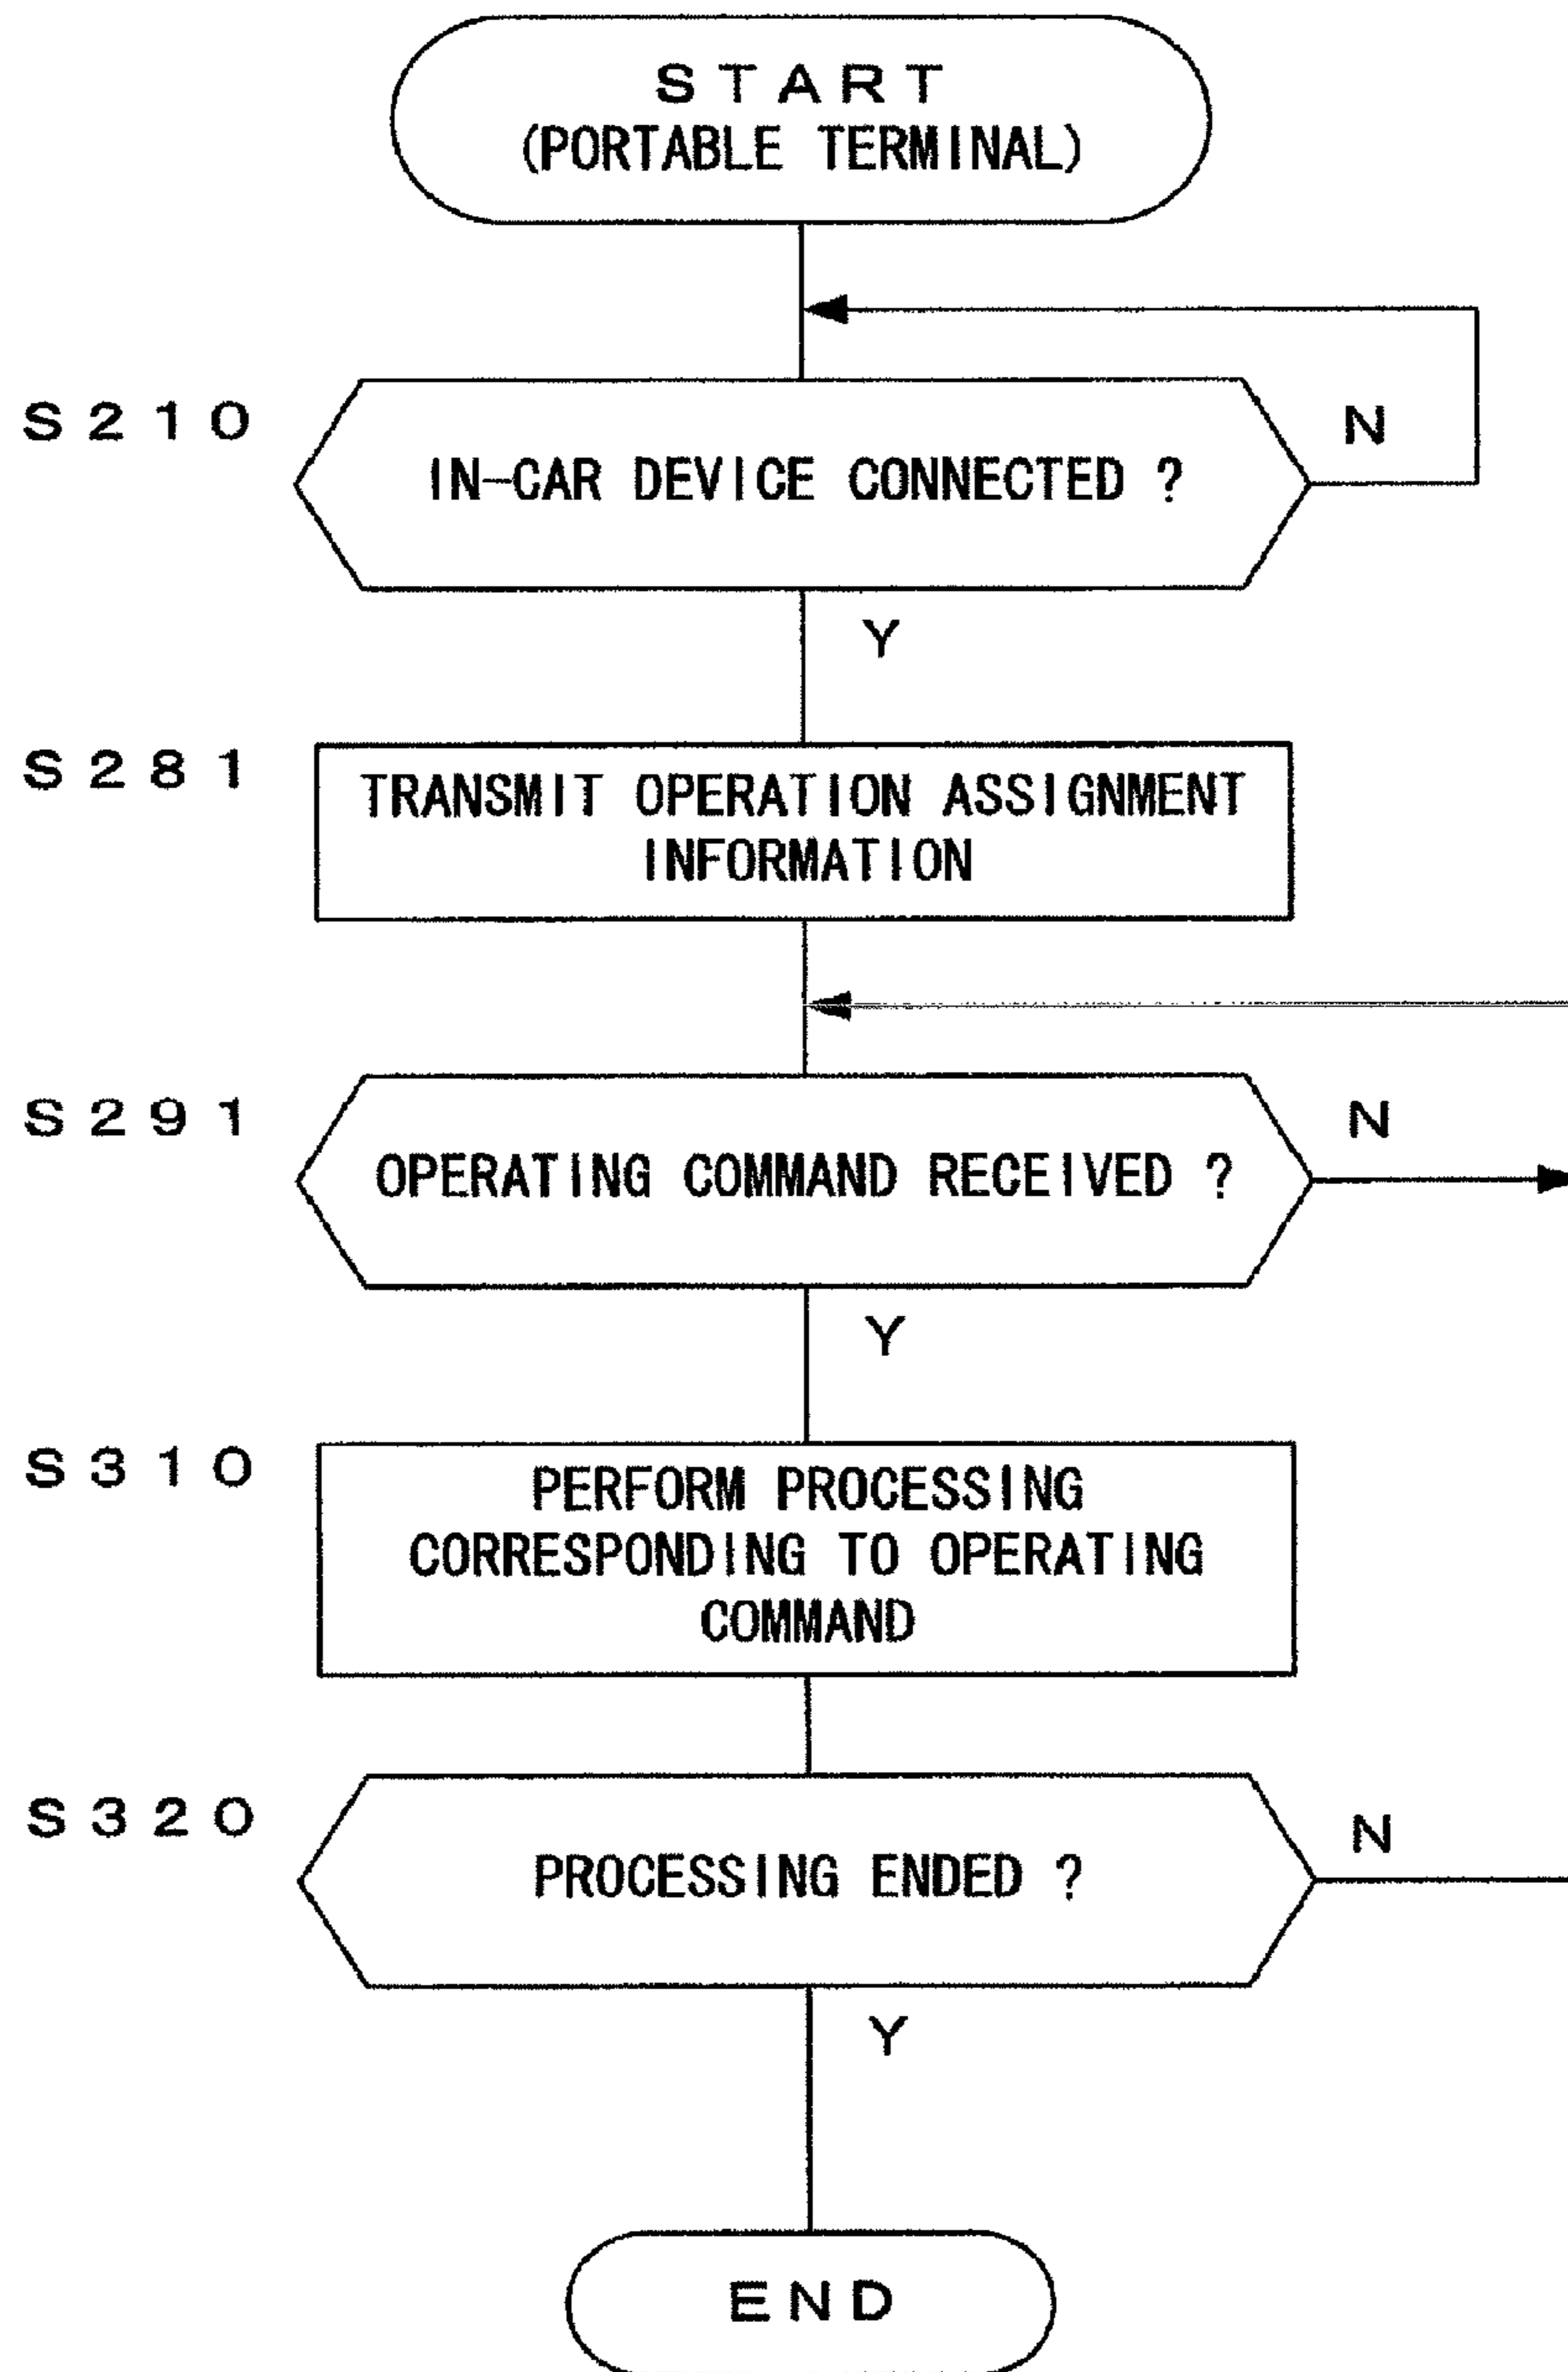 START
(PORTABLE TERMINAL)
S210
IN-CAR DEVICE CONNECTED ?
N
Y
S281
TRANSMIT OPERATION ASSIGNMENT
INFORMATION
S291
OPERATING COMMAND RECEIVED ?
N
Y
S310
PERFORM PROCESSING
CORRESPONDING TO OPERATING
COMMAND
S320
PROCESSING ENDED ?
N
Y
END